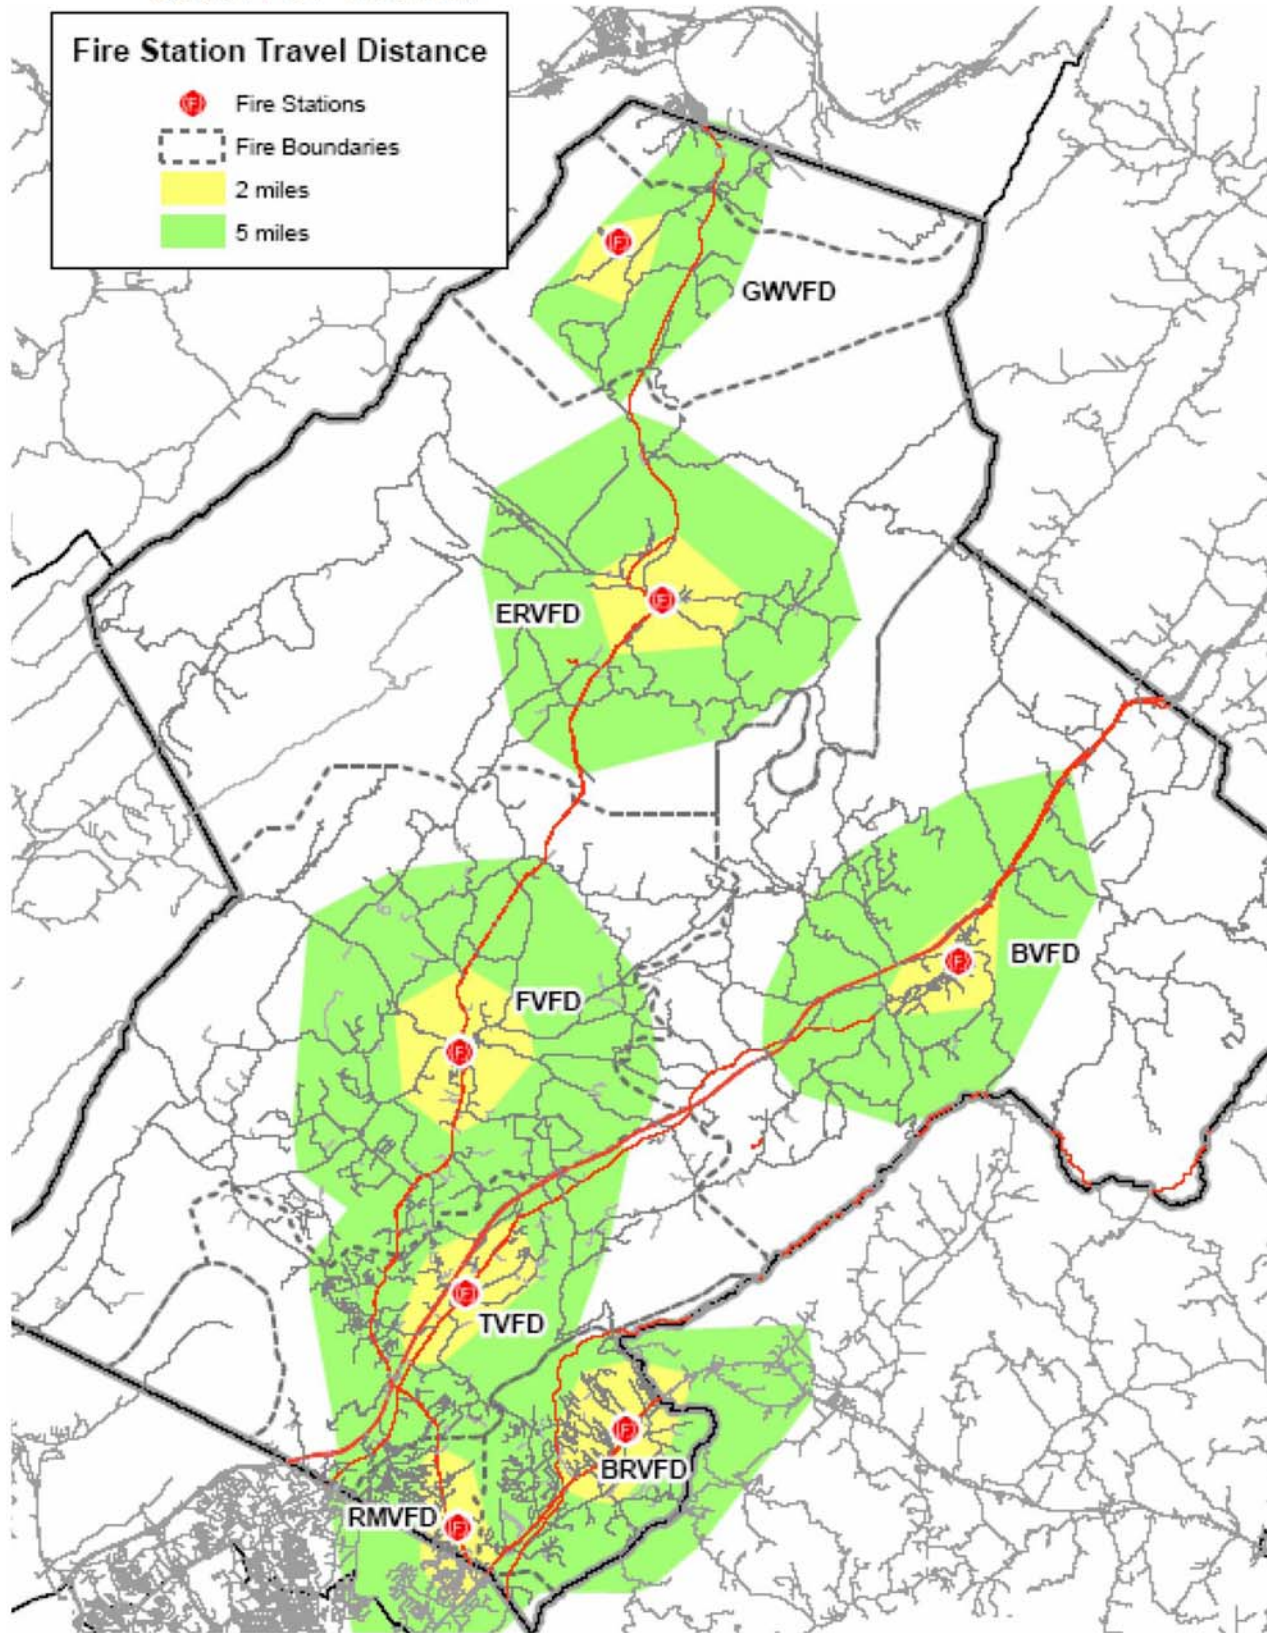 Fire Station Travel Distance
Fire Stations
Fire Boundaries
2 miles
5 miles
GWVFD
ERVFD
BVFD
FVFD
TVFD
BRVFD
RMVFD